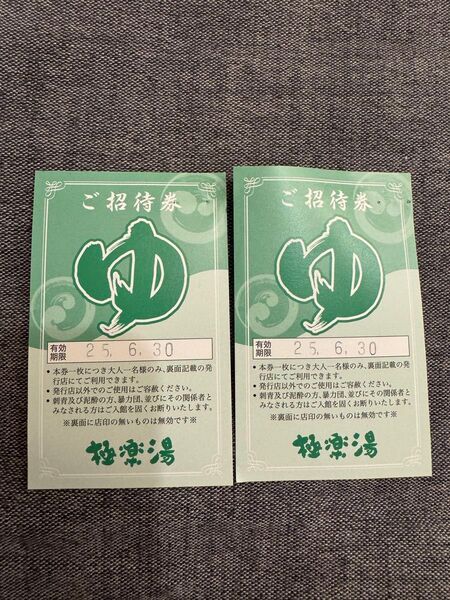 ご招待券
ゆ
有効
期限
25. 6. 30
・本券一枚につき大人一名様のみ、裏面記載の発
行店にてご利用できます。
・発行店以外でのご使用はご容赦ください。
・刺青及び泥酔の方、暴力団、並びにその関係者と
みなされる方はご入館を固くお断りいたします。
※裏面に店印の無いものは無効です※
極楽湯
ご招待券
ゆ
有効
期限
25. 6. 30
・本券一枚につき大人一名様のみ、裏面記載の発
行店にてご利用できます。
・発行店以外でのご使用はご容赦ください。
・刺青及び泥酔の方、暴力団、並びにその関係者と
みなされる方はご入館を固くお断りいたします。
※裏面に店印の無いものは無効です※
極楽湯